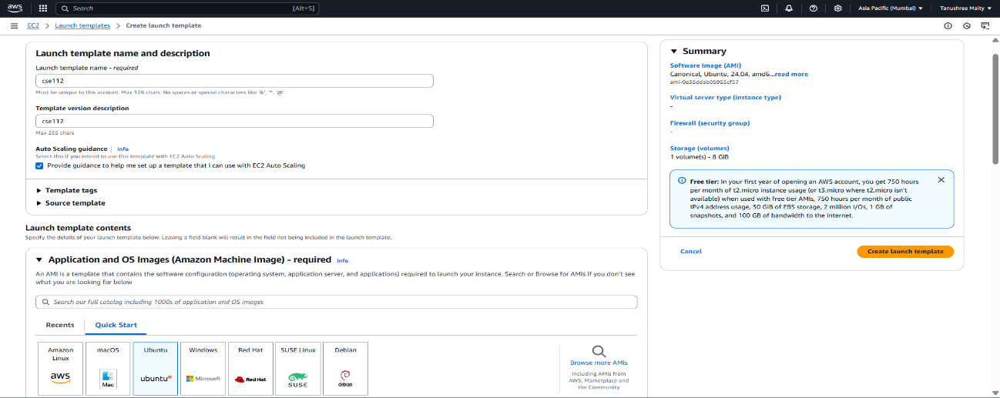 aws
Search [Alt+S]
Asia Pacific (Mumbai) Tanushree Maity
EC2 > Launch templates > Create launch template
Launch template name and description
Launch template name - required
cse112
Must be unique to this account. Max 128 chars. No spaces or special characters like '&', '*', '@'.
Template version description
cse112
Max 255 chars
Auto Scaling guidance Info
Select this if you intend to use this template with EC2 Auto Scaling
Provide guidance to help me set up a template that I can use with EC2 Auto Scaling
Template tags
Source template
Launch template contents
Specify the details of your launch template below. Leaving a field blank will result in the field not being included in the launch template.
Application and OS Images (Amazon Machine Image) - required Info
An AMI is a template that contains the software configuration (operating system, application server, and applications) required to launch your instance. Search or Browse for AMIs if you don't see
what you are looking for below
Search our full catalog including 1000s of application and OS images
Recents Quick Start
Amazon
Linux
aws
macOS
Mac
Ubuntu
ubuntu
Windows
Microsoft
Red Hat
Red Hat
SUSE Linux
SUSE
Debian
debian
Browse more AMIs
Including AMIs from
AWS, Marketplace and
the Community
Summary
Software Image (AMI)
Canonical, Ubuntu, 24.04, amd6...read more
ami-0e35ddab05955cf57
Virtual server type (instance type)
-
Firewall (security group)
-
Storage (volumes)
1 volume(s) - 8 GiB
Free tier: In your first year of opening an AWS account, you get 750 hours
per month of t2.micro instance usage (or t3.micro where t2.micro isn't
available) when used with free tier AMIs, 750 hours per month of public
IPv4 address usage, 30 GiB of EBS storage, 2 million I/Os, 1 GB of
snapshots, and 100 GB of bandwidth to the internet.
Cancel Create launch template